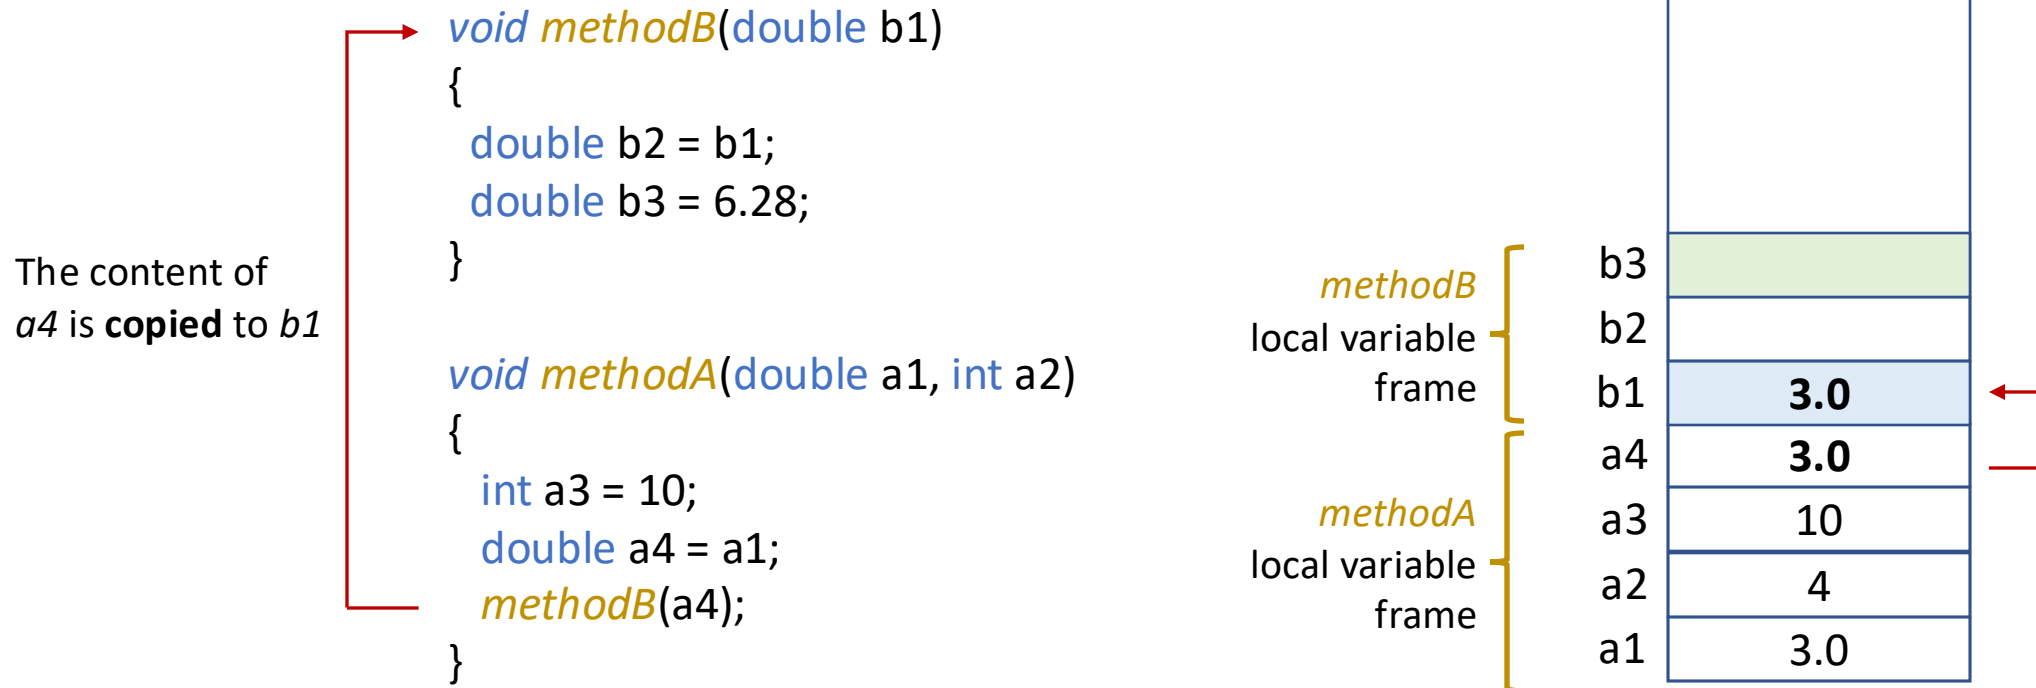 void methodB(double b1)
{
double b2 = b1;
double b3 = 6.28;
}
The content of
a4 is copied to b1
void methodA(double a1, int a2)
{
int a3 = 10;
double a4 = a1;
methodB(a4);
}
methodB
local variable
frame
methodA
local variable
frame
b3
b2
b1 3.0
a4 3.0
a3 10
a2 4
a1 3.0